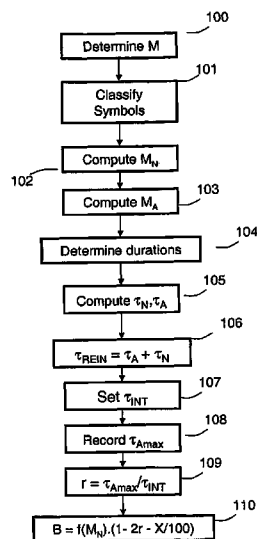 100
Determine M
101
Classify
Symbols
102
Compute M_N
103
Compute M_A
104
Determine durations
105
Compute τ_N,τ_A
106
τ_REIN = τ_A + τ_N
107
Set τ_INT
108
Record τ_Amax
109
r = τ_Amax/τ_INT
110
B = f(M_N).(1- 2r - X/100)